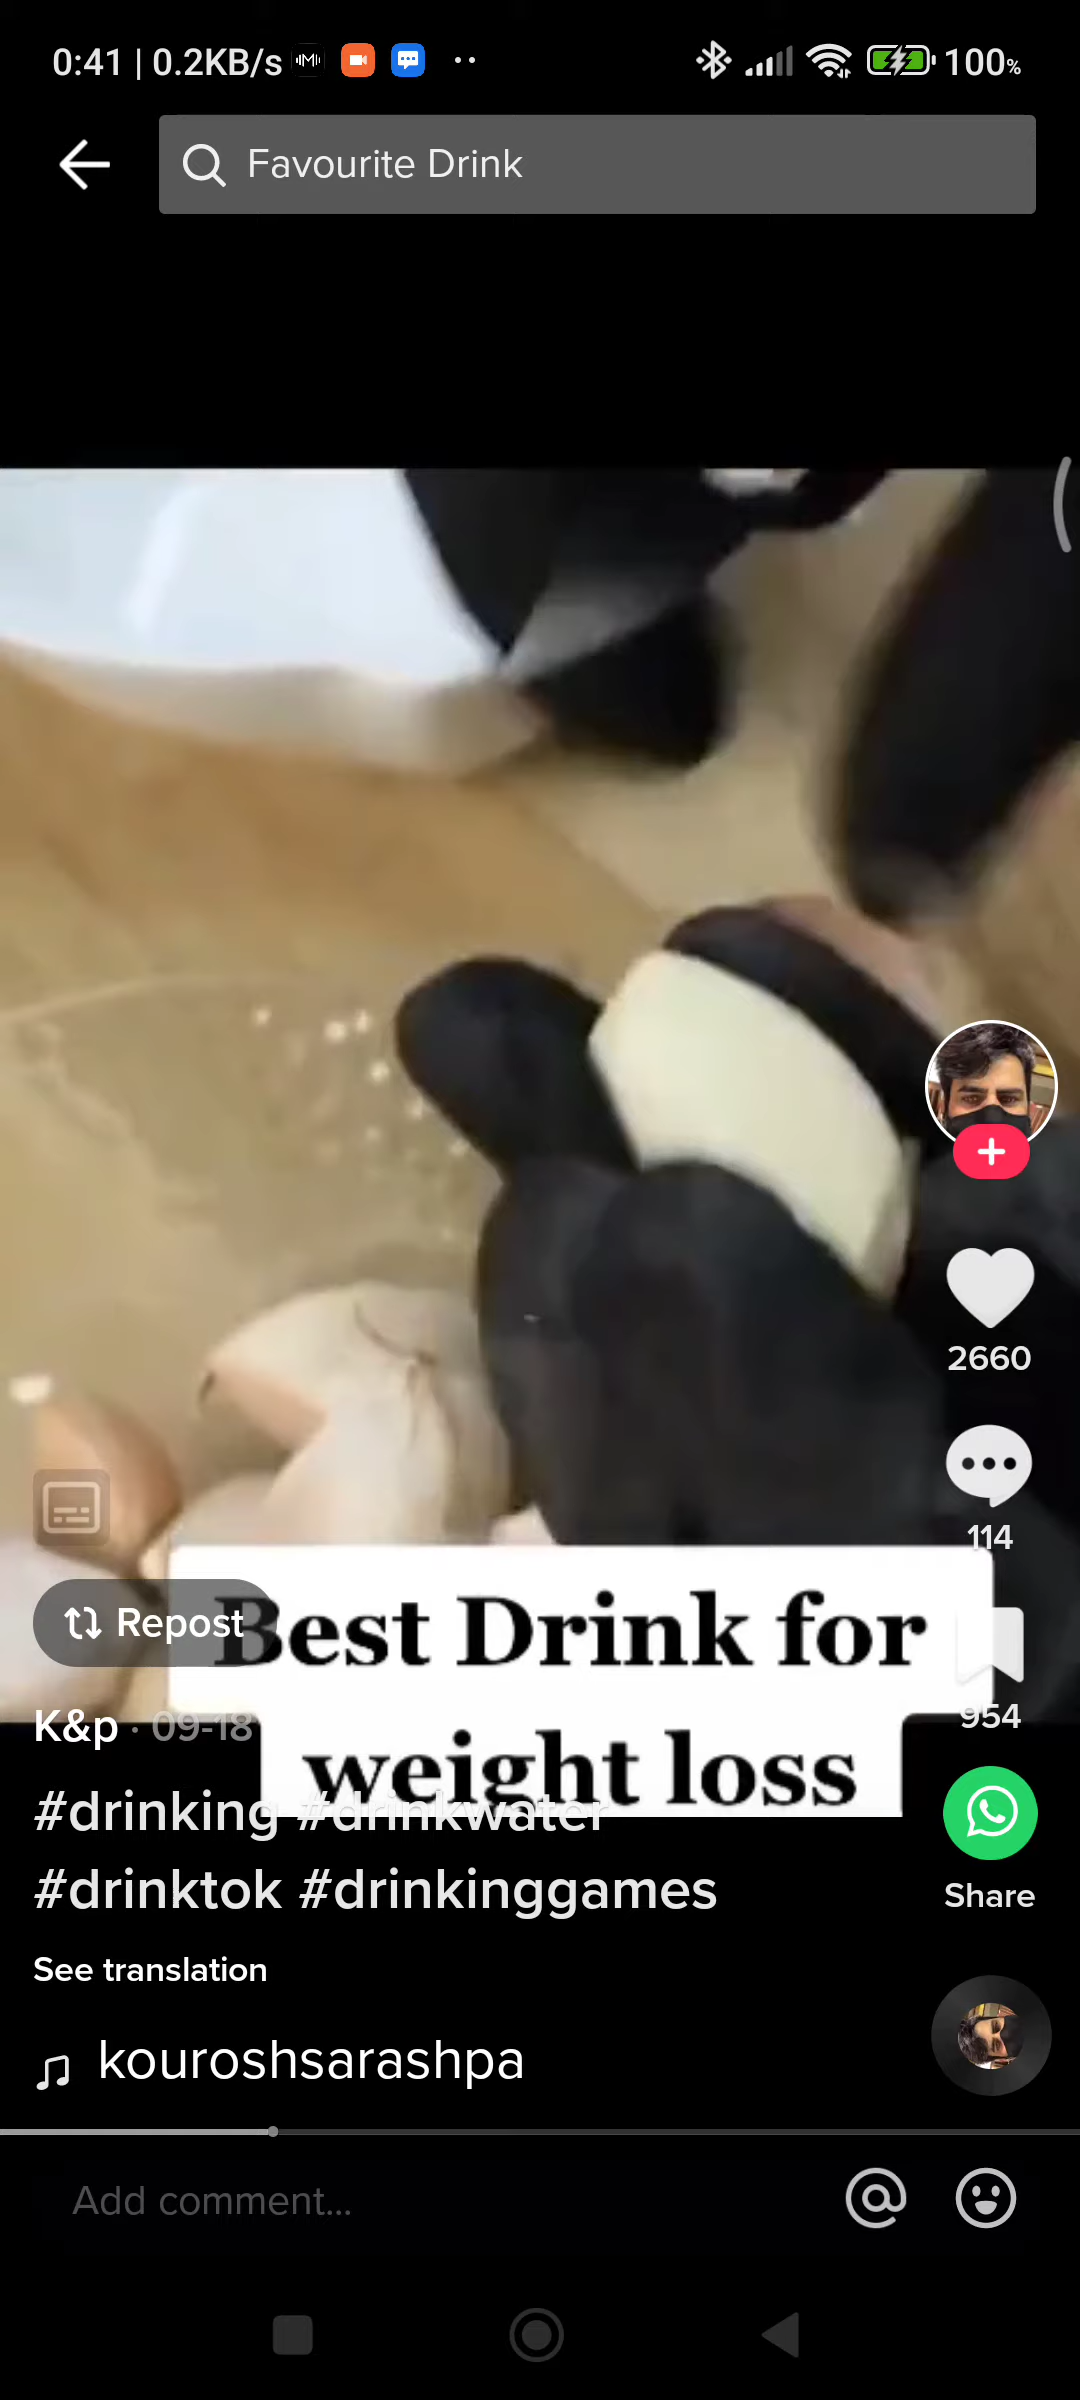 0:41 | 0.2KB/s
100%
Favourite Drink
2660
114
Best Drink for
weight loss
Repost
954
K&p · 09-18
#drinking #drinkwater
#drinktok #drinkinggames
Share
See translation
kouroshsarashpa
Add comment...